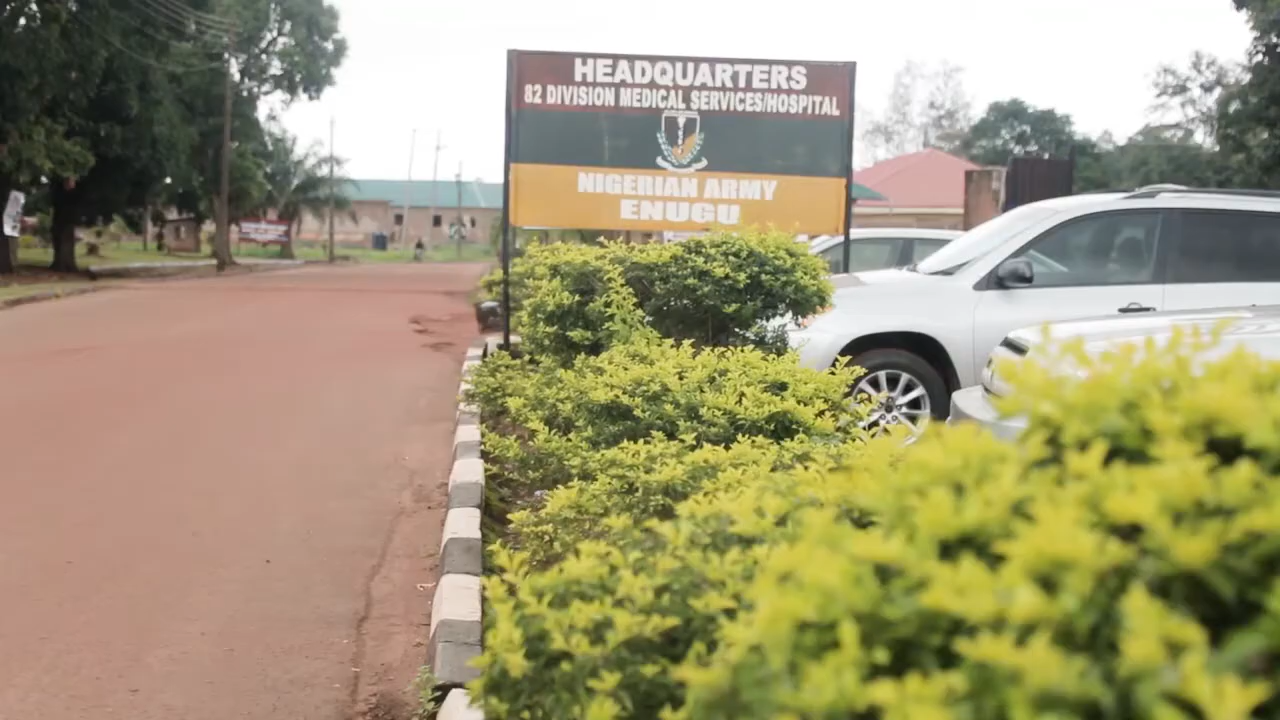 HEADQUARTERS
82 DIVISION MEDICAL SERVICES/HOSPITAL
NIGERIAN ARMY
ENUGU